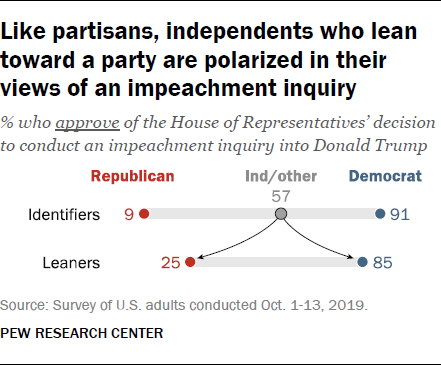 Like partisans, independents who lean
toward a party are polarized in their
views of an impeachment inquiry
% who approve of the House of Representatives' decision
to conduct an impeachment inquiry into Donald Trump
Republican Ind/other Democrat
57
Identifiers 9 91
Leaners 25 85
Source: Survey of U.S. adults conducted Oct. 1-13, 2019.
PEW RESEARCH CENTER